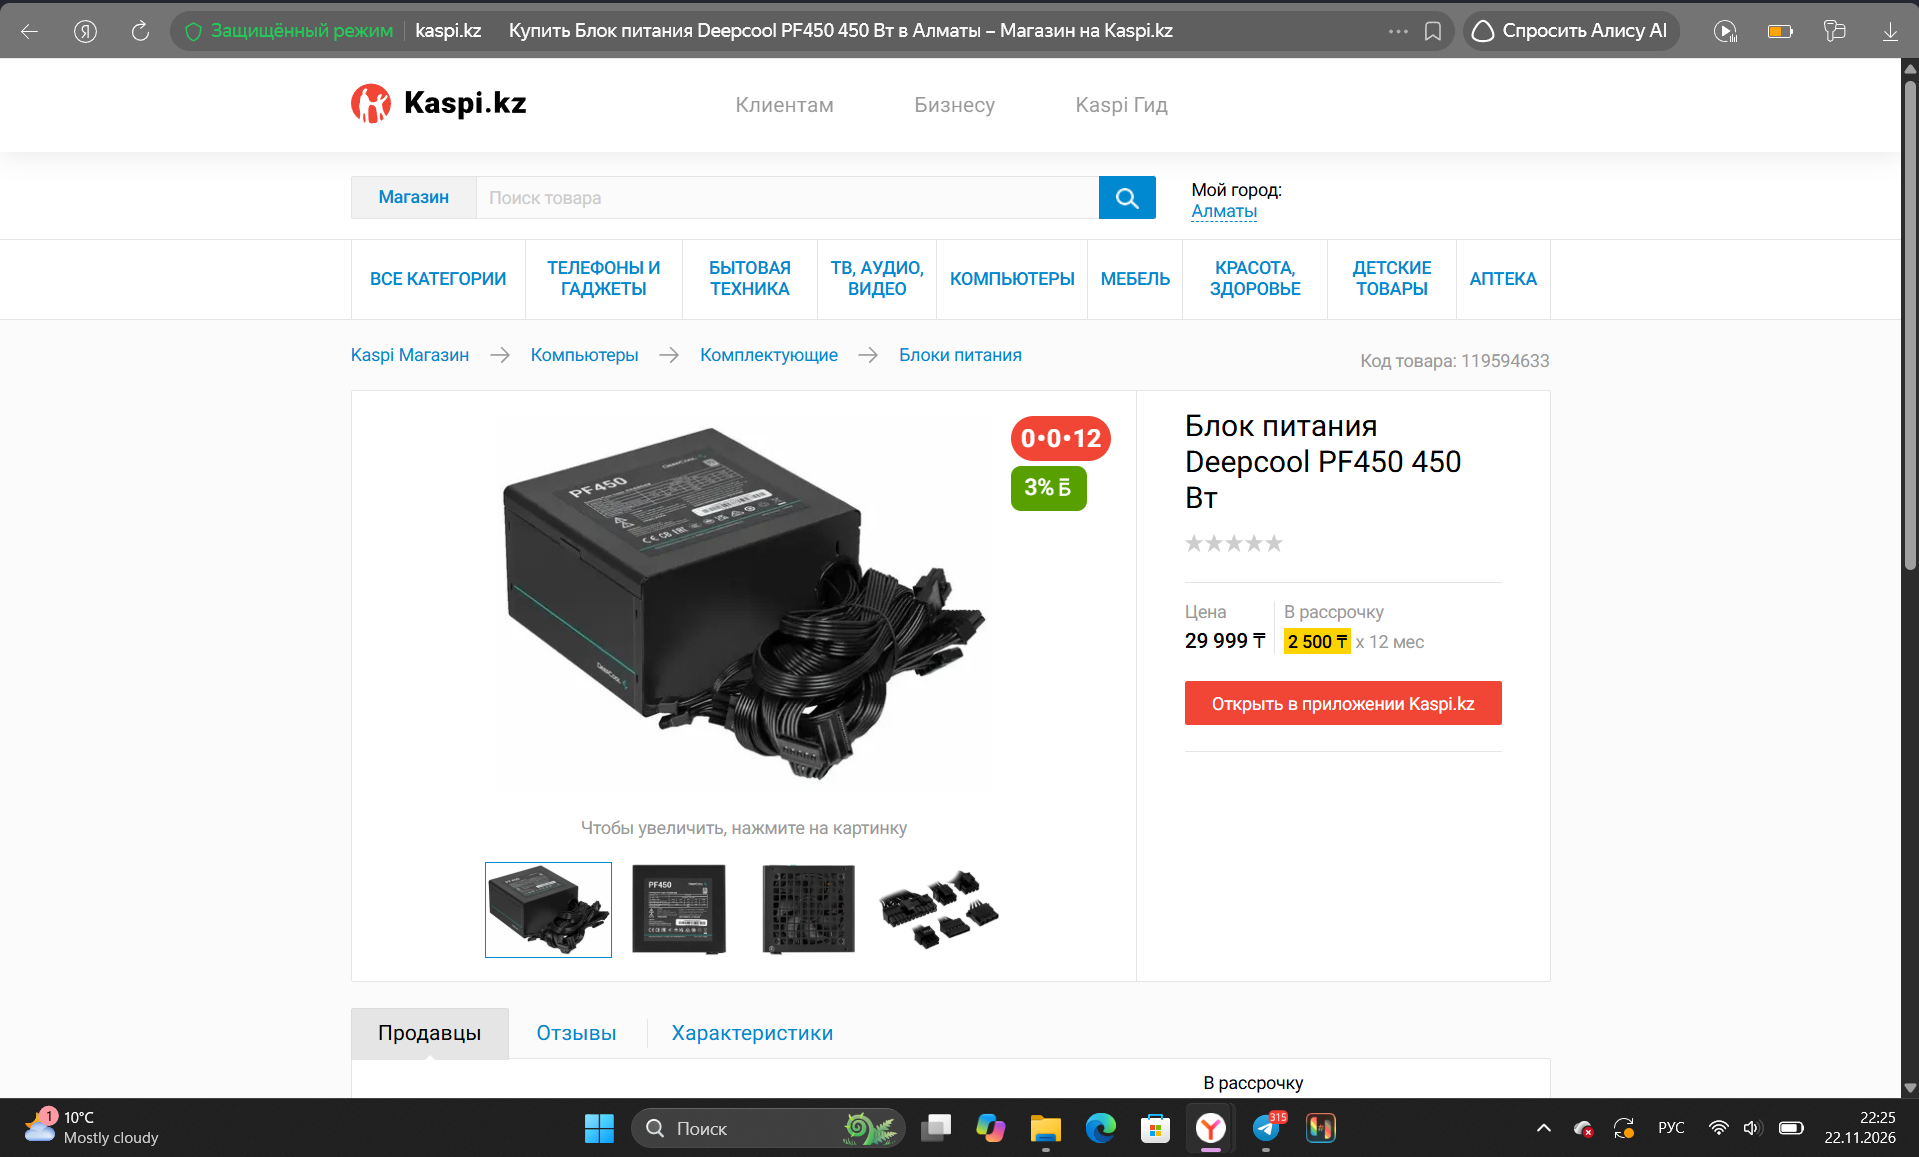 Защищённый режим
kaspi.kz
Купить Блок питания Deepcool PF450 450 Вт в Алматы – Магазин на Kaspi.kz
Спросить Алису AI
Kaspi.kz
Клиентам
Бизнесу
Kaspi Гид
Магазин
Поиск товара
Мой город:
Алматы
ВСЕ КАТЕГОРИИ
ТЕЛЕФОНЫ И
ГАДЖЕТЫ
БЫТОВАЯ
ТЕХНИКА
ТВ, АУДИО,
ВИДЕО
КОМПЬЮТЕРЫ
МЕБЕЛЬ
КРАСОТА,
ЗДОРОВЬЕ
ДЕТСКИЕ
ТОВАРЫ
АПТЕКА
Kaspi Магазин
Компьютеры
Комплектующие
Блоки питания
Код товара: 119594633
PF450
DEEPCOOL
DEEPCOOL
0•0•12
3% Б
Блок питания
Deepcool PF450 450
Вт
Цена
В рассрочку
29 999 ₸
2 500 ₸ x 12 мес
Открыть в приложении Kaspi.kz
Чтобы увеличить, нажмите на картинку
PF450
Продавцы
Отзывы
Характеристики
В рассрочку
1
10°C
Mostly cloudy
Поиск
315
РУС
22:25
22.11.2026